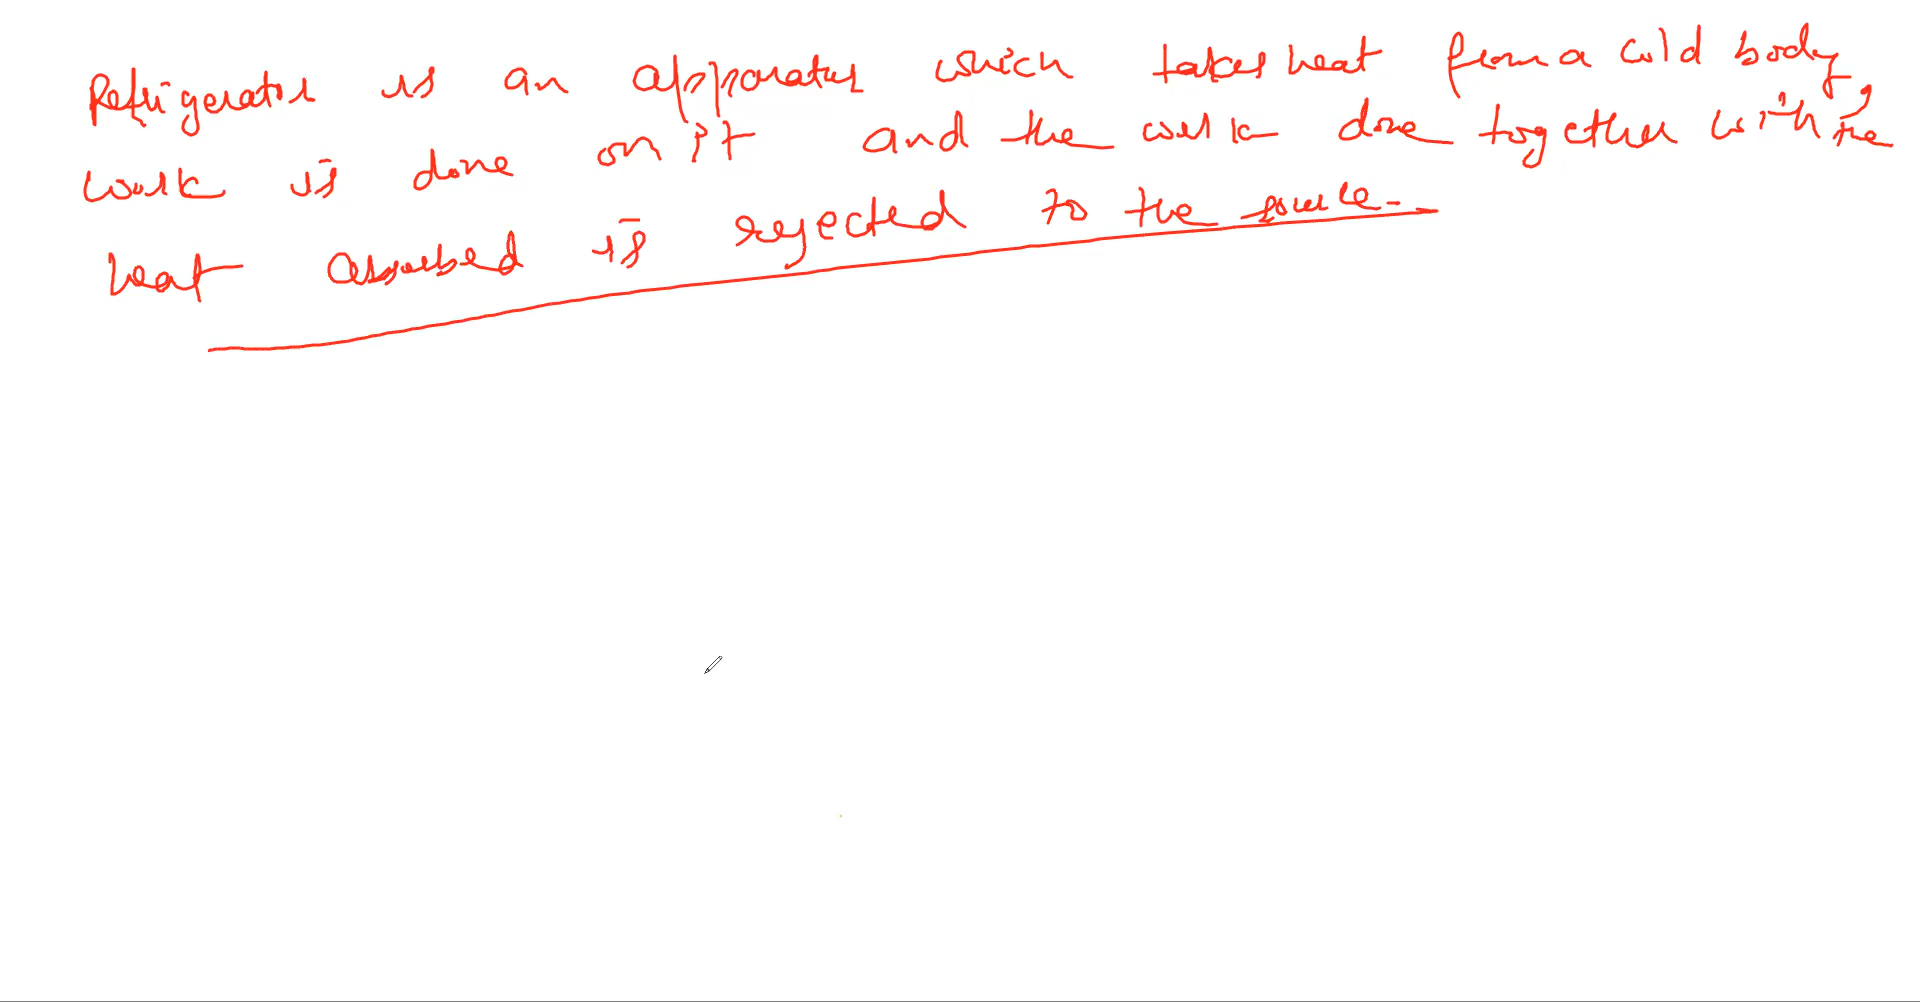 Refrigerator is an apparatus which takes heat from a cold body,
work is done on it and the work done together with the
heat absorbed is rejected to the source.